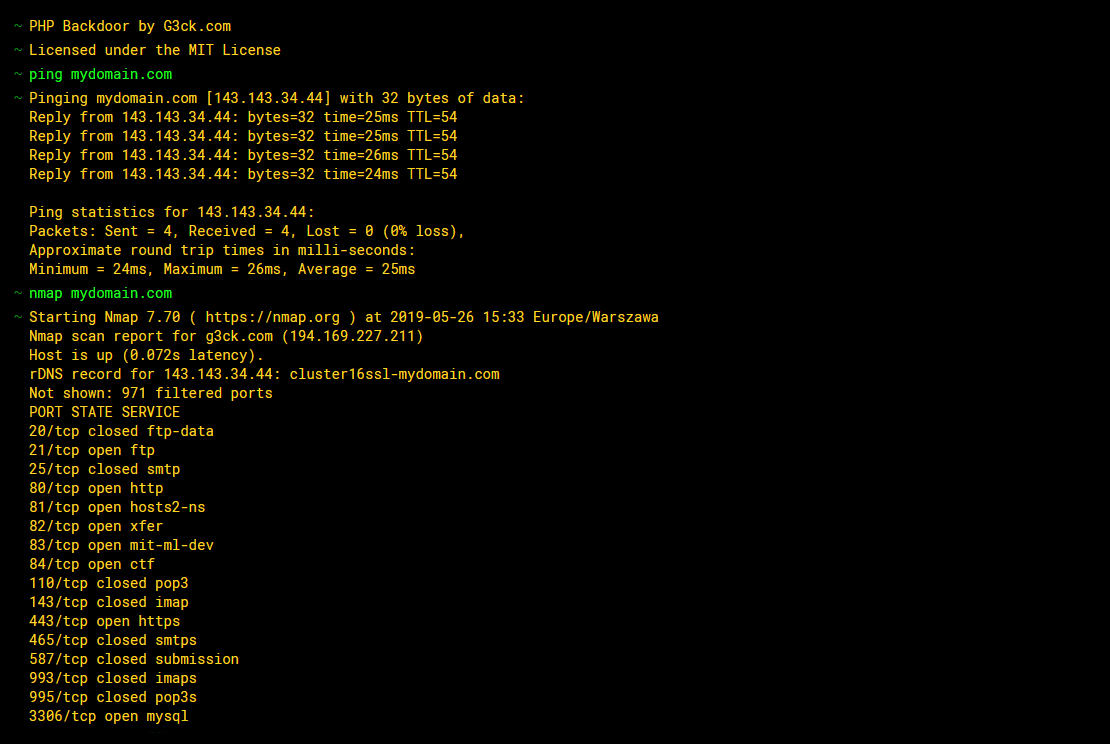 ~ PHP Backdoor by G3ck.com
~ Licensed under the MIT License
~ ping mydomain.com
~ Pinging mydomain.com [143.143.34.44] with 32 bytes of data:
Reply from 143.143.34.44: bytes=32 time=25ms TTL=54
Reply from 143.143.34.44: bytes=32 time=25ms TTL=54
Reply from 143.143.34.44: bytes=32 time=26ms TTL=54
Reply from 143.143.34.44: bytes=32 time=24ms TTL=54
Ping statistics for 143.143.34.44:
Packets: Sent = 4, Received = 4, Lost = 0 (0% loss),
Approximate round trip times in milli-seconds:
Minimum = 24ms, Maximum = 26ms, Average = 25ms
~ nmap mydomain.com
~ Starting Nmap 7.70 ( https://nmap.org ) at 2019-05-26 15:33 Europe/Warszawa
Nmap scan report for g3ck.com (194.169.227.211)
Host is up (0.072s latency).
rDNS record for 143.143.34.44: cluster16ssl-mydomain.com
Not shown: 971 filtered ports
PORT STATE SERVICE
20/tcp closed ftp-data
21/tcp open ftp
25/tcp closed smtp
80/tcp open http
81/tcp open hosts2-ns
82/tcp open xfer
83/tcp open mit-ml-dev
84/tcp open ctf
110/tcp closed pop3
143/tcp closed imap
443/tcp open https
465/tcp closed smtps
587/tcp closed submission
993/tcp closed imaps
995/tcp closed pop3s
3306/tcp open mysql